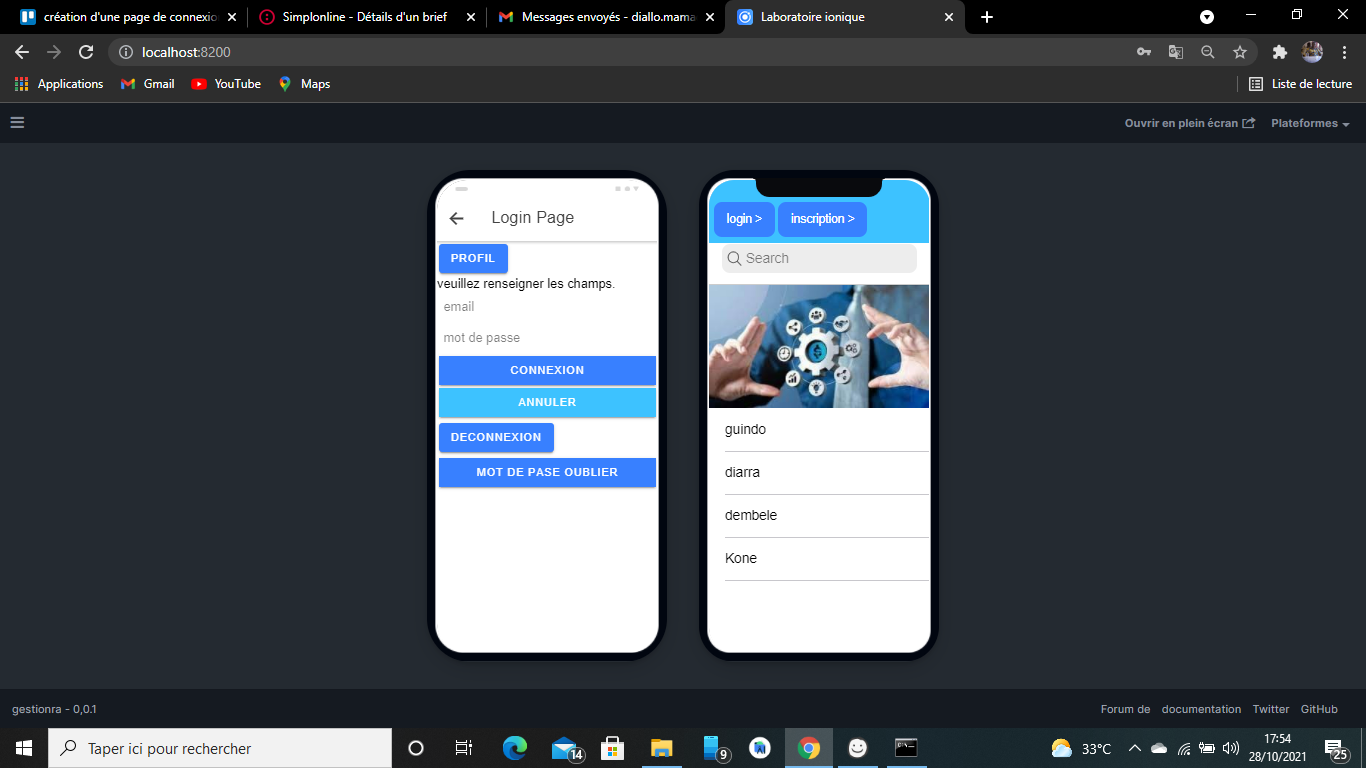 création d'une page de connexio
Simplonline - Détails d'un brief
Messages envoyés - diallo.mama
Laboratoire ionique
localhost:8200
Applications
Gmail
YouTube
Maps
Liste de lecture
Ouvrir en plein écran
Plateformes
Login Page
PROFIL
veuillez renseigner les champs.
email
mot de passe
CONNEXION
ANNULER
DECONNEXION
MOT DE PASE OUBLIER
login >
inscription >
Search
guindo
diarra
dembele
Kone
gestionra - 0,0.1
Forum de
documentation
Twitter
GitHub
Taper ici pour rechercher
14
9
33°C
17:54
28/10/2021
25